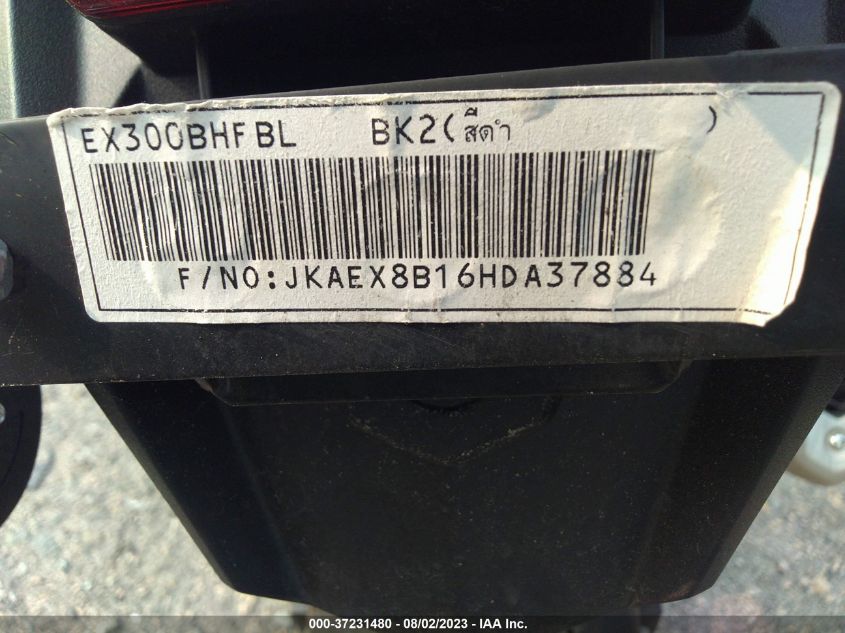 EX300BHFBL BK2(สีดำ )
F/NO:JKAEX8B16HDA37884
000-37231480 - 08/02/2023 - IAA Inc.